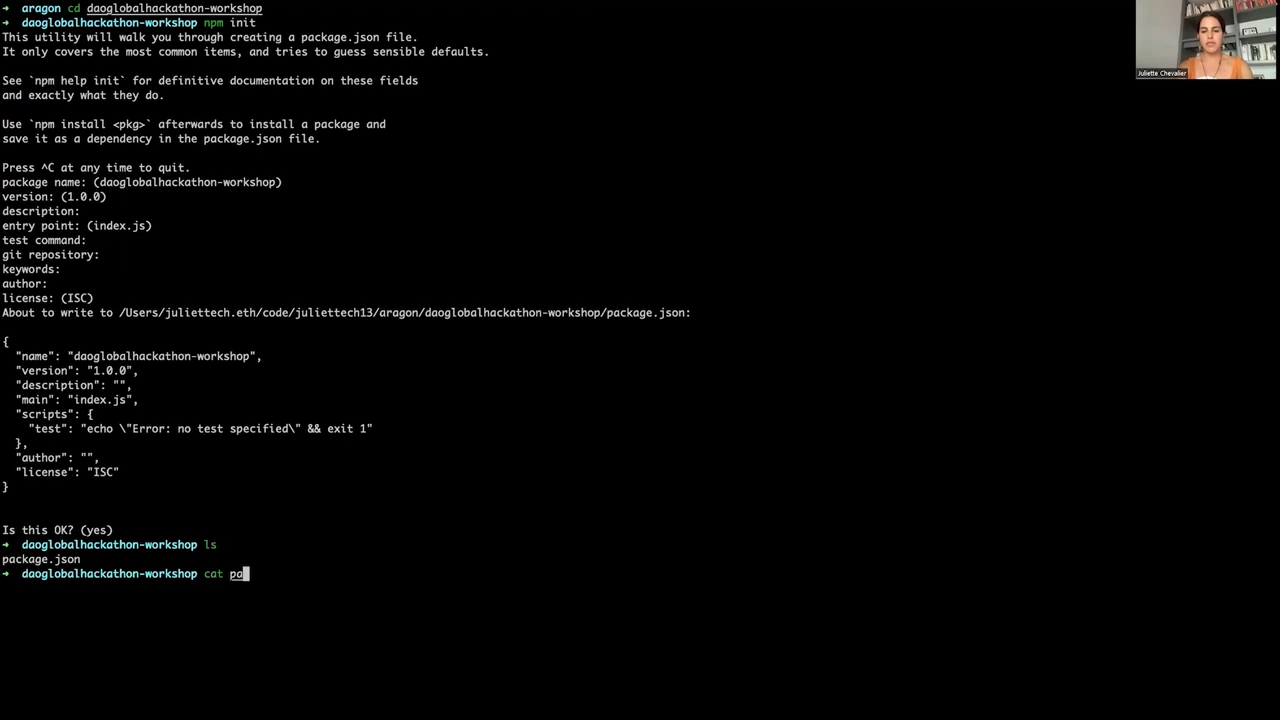 ➜  aragon cd daoglobalhackathon-workshop
➜  daoglobalhackathon-workshop npm init
This utility will walk you through creating a package.json file.
It only covers the most common items, and tries to guess sensible defaults.

See `npm help init` for definitive documentation on these fields
and exactly what they do.

Use `npm install <pkg>` afterwards to install a package and
save it as a dependency in the package.json file.

Press ^C at any time to quit.
package name: (daoglobalhackathon-workshop)
version: (1.0.0)
description:
entry point: (index.js)
test command:
git repository:
keywords:
author:
license: (ISC)
About to write to /Users/juliettech.eth/code/juliettech13/aragon/daoglobalhackathon-workshop/package.json:

{
  "name": "daoglobalhackathon-workshop",
  "version": "1.0.0",
  "description": "",
  "main": "index.js",
  "scripts": {
    "test": "echo \"Error: no test specified\" && exit 1"
  },
  "author": "",
  "license": "ISC"
}

Is this OK? (yes)
➜  daoglobalhackathon-workshop ls
package.json
➜  daoglobalhackathon-workshop cat pa
Juliette Chevalier